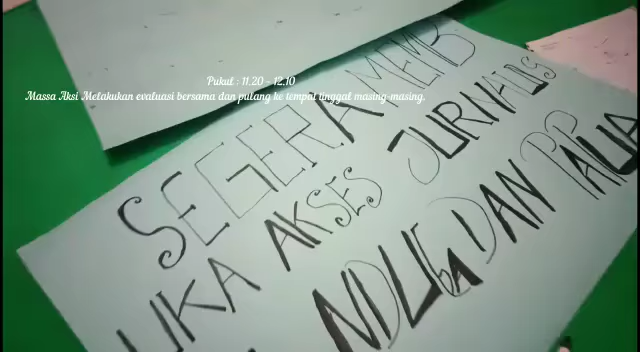 Pukul : 11.20 - 12.10
Massa Aksi Melakukan evaluasi bersama dan pulang ke tempat tinggal masing-masing.
SEGERA MEMB
UKA AKSES JURNALIS
NDUGA DAN PAPUA